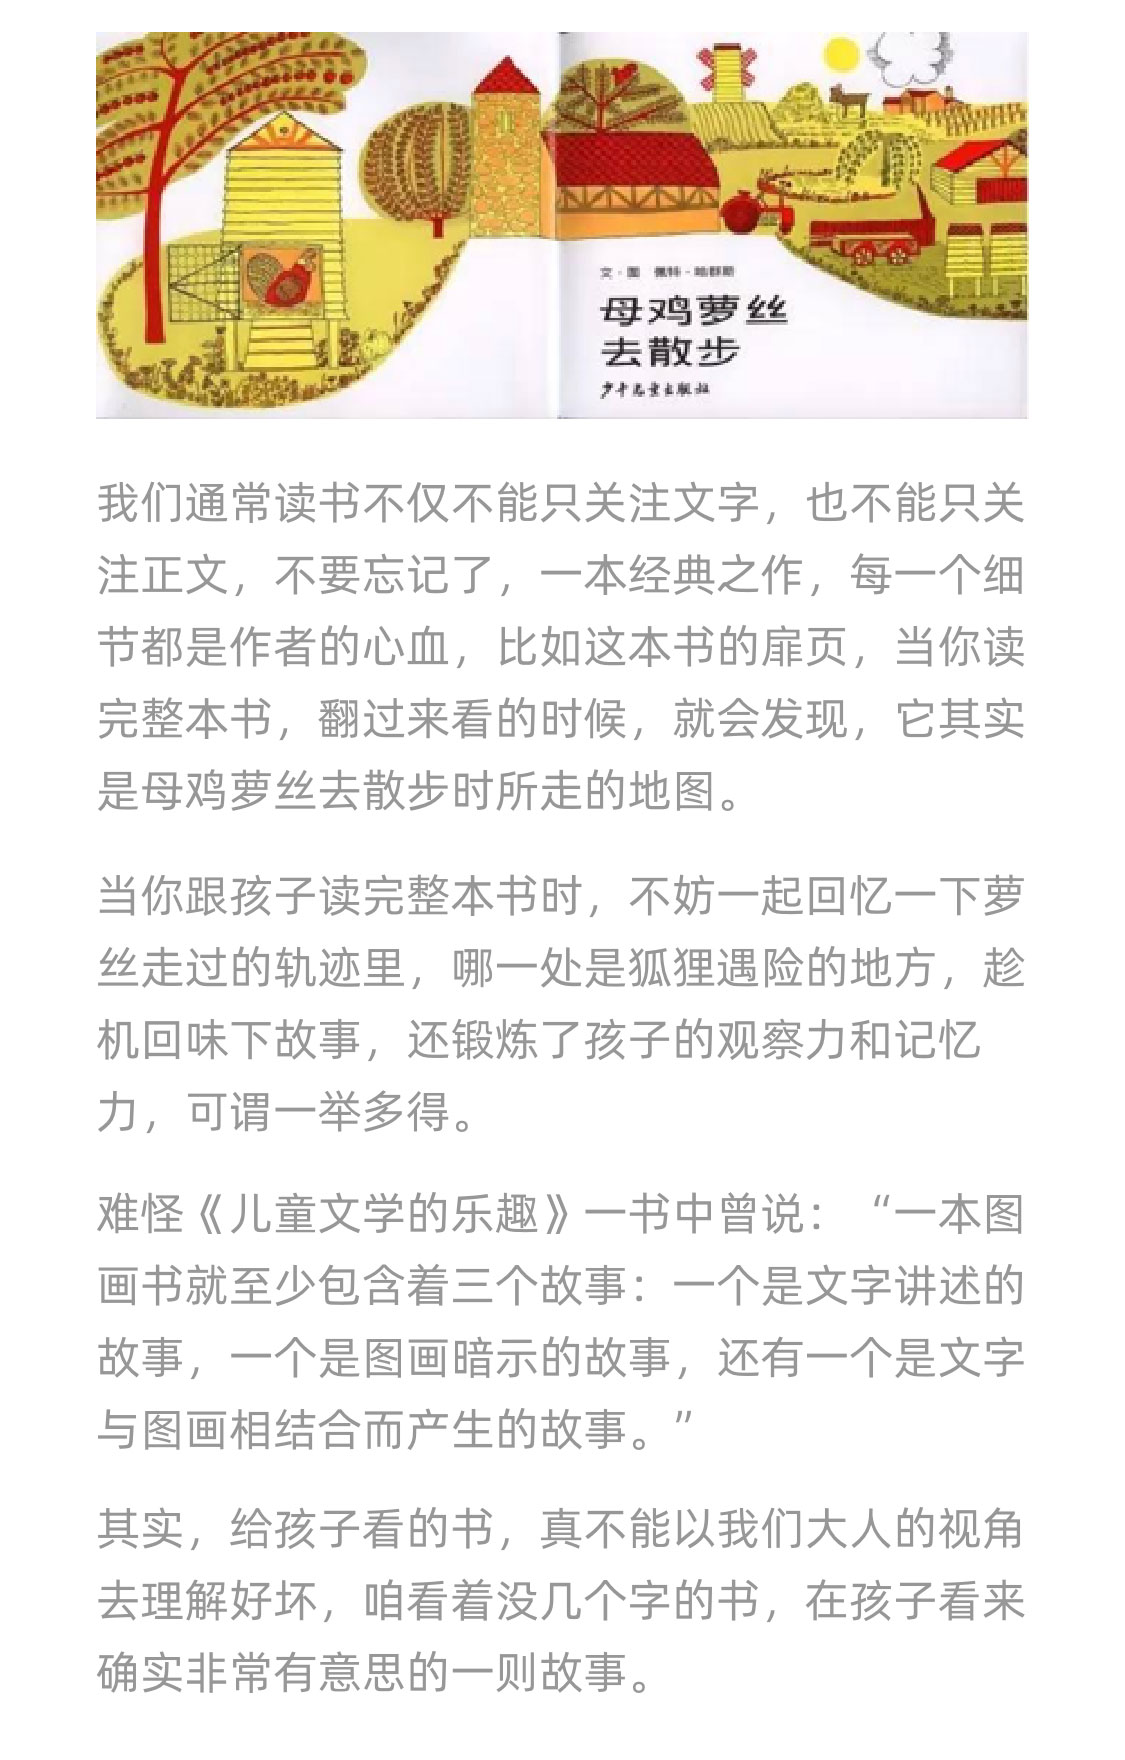 文·图 佩特·哈群斯
母鸡萝丝
去散步
少年儿童出版社
我们通常读书不仅不能只关注文字，也不能只关
注正文，不要忘记了，一本经典之作，每一个细
节都是作者的心血，比如这本书的扉页，当你读
完整本书，翻过来看的时候，就会发现，它其实
是母鸡萝丝去散步时所走的地图。
当你跟孩子读完整本书时，不妨一起回忆一下萝
丝走过的轨迹里，哪一处是狐狸遇险的地方，趁
机回味下故事，还锻炼了孩子的观察力和记忆
力，可谓一举多得。
难怪《儿童文学的乐趣》一书中曾说：“一本图
画书就至少包含着三个故事：一个是文字讲述的
故事，一个是图画暗示的故事，还有一个是文字
与图画相结合而产生的故事。”
其实，给孩子看的书，真不能以我们大人的视角
去理解好坏，咱看着没几个字的书，在孩子看来
确实非常有意思的一则故事。